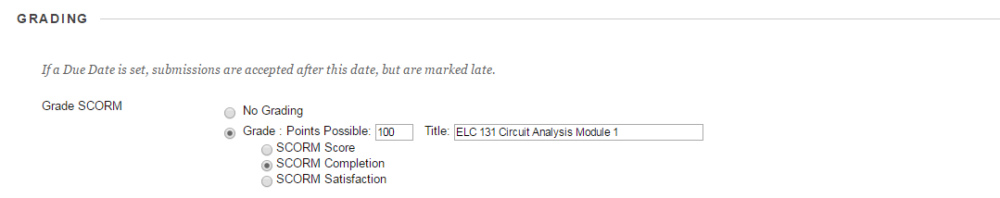 GRADING
If a Due Date is set, submissions are accepted after this date, but are marked late.
Grade SCORM
No Grading
Grade : Points Possible: 100 Title: ELC 131 Circuit Analysis Module 1
SCORM Score
SCORM Completion
SCORM Satisfaction